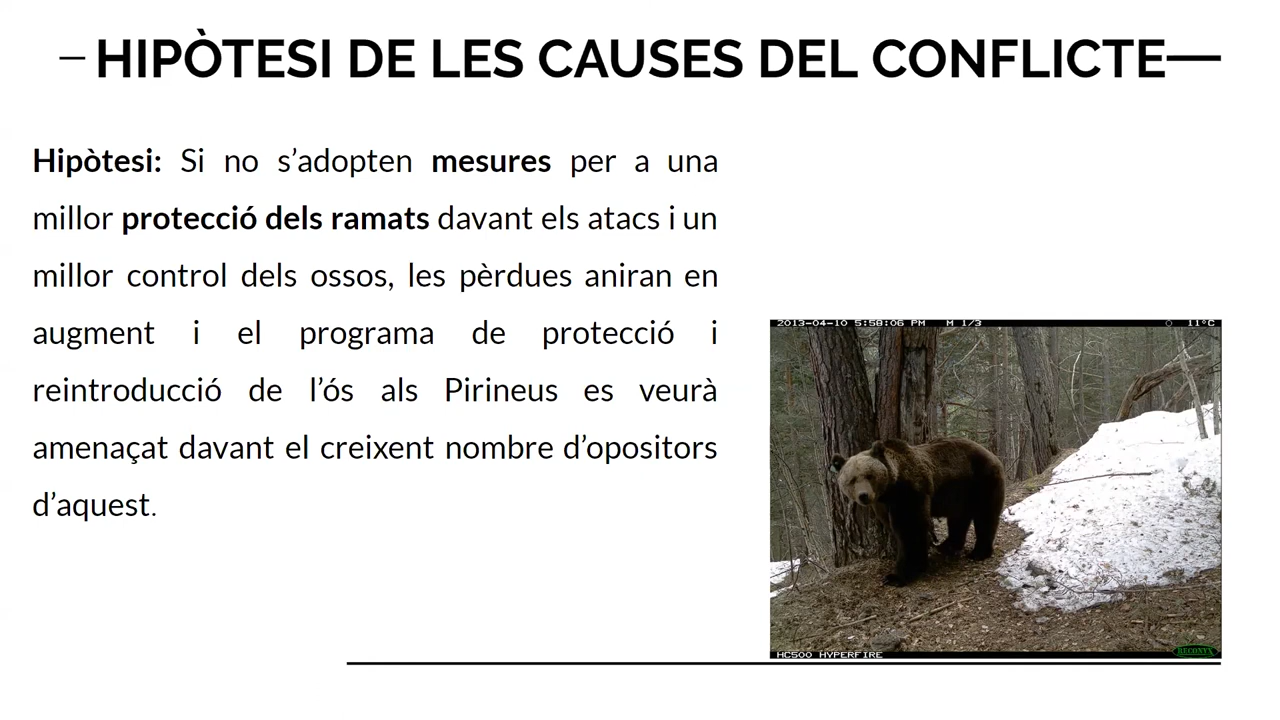 HIPÒTESI DE LES CAUSES DEL CONFLICTE
Hipòtesi: Si no s’adopten mesures per a una
millor protecció dels ramats davant els atacs i un
millor control dels ossos, les pèrdues aniran en
augment i el programa de protecció i
reintroducció de l’ós als Pirineus es veurà
amenaçat davant el creixent nombre d’opositors
d’aquest.
2013-04-10 5:58:06 PM M 1/3 11°C
HC500 HYPERFIRE RECONYX